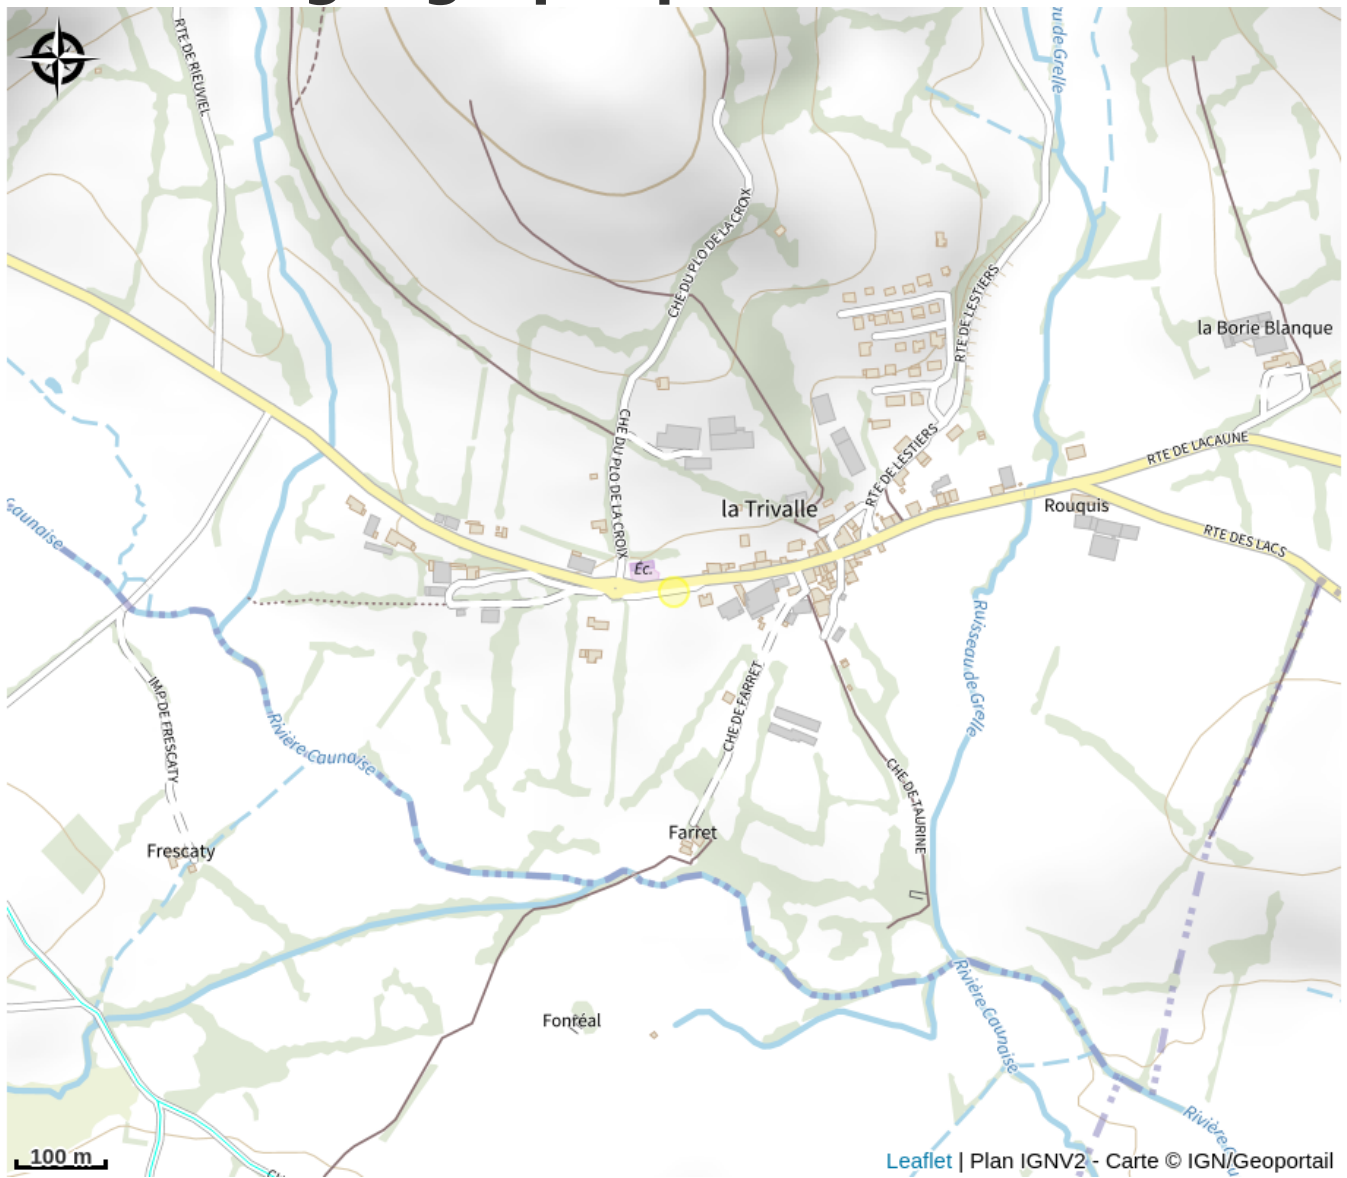 RTE DE RIEUVIEL
au de Grelle
CHE DU PLO DE LA CROIX
RTE DE LESTIERS
la Borie Blanque
CHE DU PLO DE LA CROIX
RTE DE LESTIERS
RTE DE LACAUNE
la Trivalle
Rouquis
Caunaise
RTE DES LACS
Éc.
Ruisseau de Grelle
IMP DE FRESCATY
CHE DE FARRET
Rivière Caunaise
CHE DE TAURINE
Farret
Frescaty
Rivière Caunaise
Fonréal
Rivière Cau
100 m
Leaflet | Plan IGNV2 - Carte © IGN/Geoportail